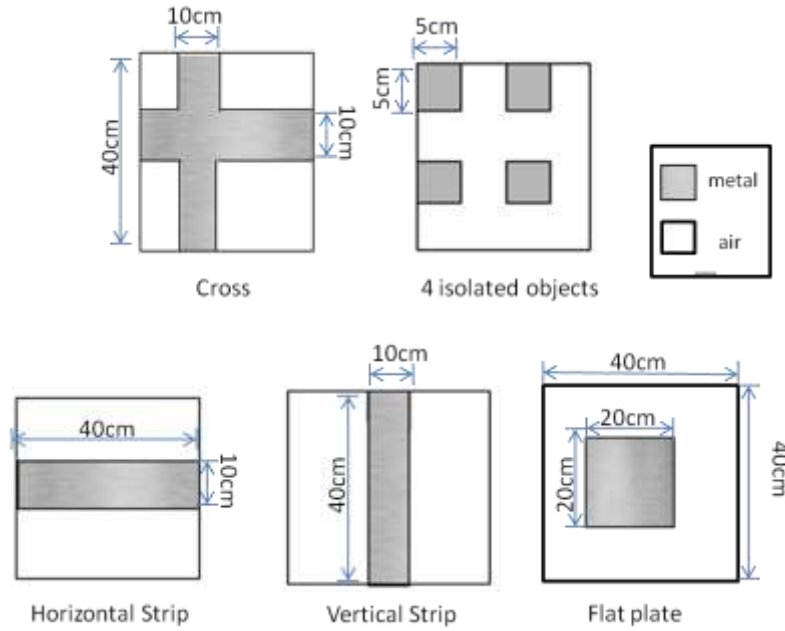 10cm
40cm
10cm
Cross
5cm
5cm
4 isolated objects
metal
air
40cm
10cm
Horizontal Strip
10cm
40cm
Vertical Strip
40cm
20cm
20cm
40cm
Flat plate